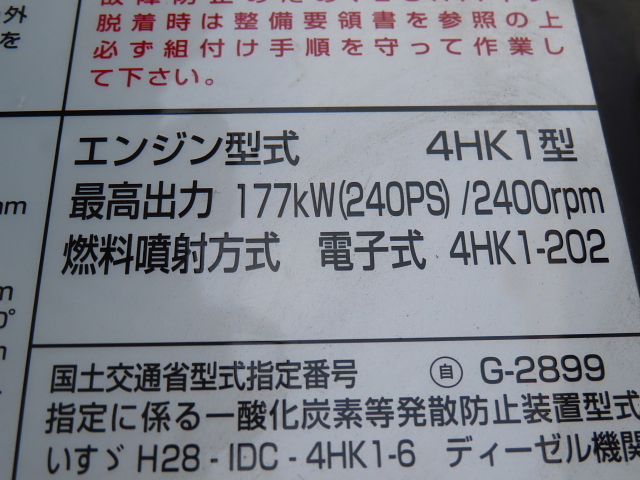 外
を
脱着時は整備要領書を参照の上
必ず組付け手順を守って作業し
て下さい。
エンジン型式 4HK1型
最高出力 177kW(240PS)/2400rpm
燃料噴射方式 電子式 4HK1-202
mm
m
0°
m
国土交通省型式指定番号 自 G-2899
指定に係る一酸化炭素等発散防止装置型式
いすゞ H28 - IDC - 4HK1-6 ディーゼル機関